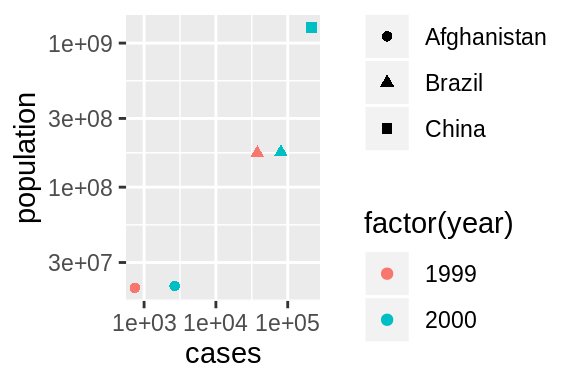 1e+09
3e+08
1e+08
3e+07
population
1e+03 1e+04 1e+05
cases
Afghanistan
Brazil
China
factor(year)
1999
2000